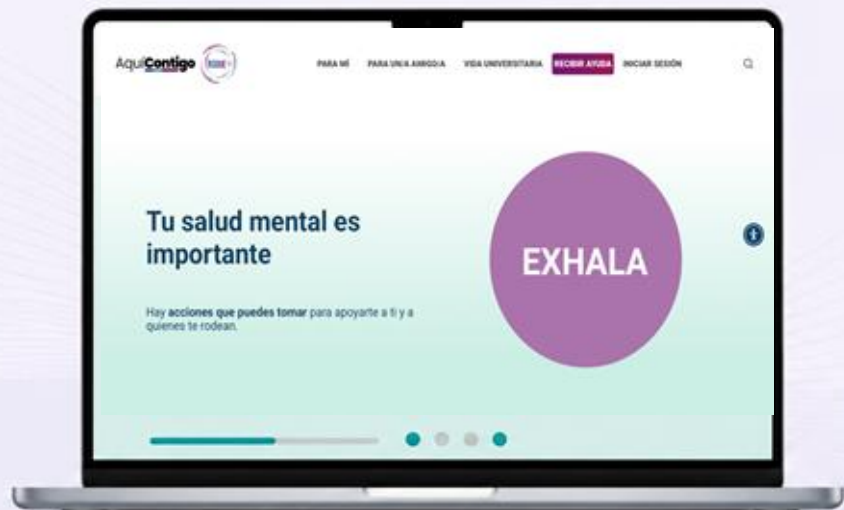 AquíContigo
PARA MÍ PARA UN/A AMIGO/A VIDA UNIVERSITARIA RECIBIR AYUDA INICIAR SESIÓN
Tu salud mental es
importante
EXHALA
Hay acciones que puedes tomar para apoyarte a ti y a
quienes te rodean.